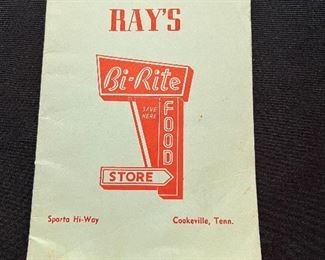 RAY'S
Bi-Rite
SAVE
HERE
FOOD
STORE
Sparta Hi-Way Cookeville, Tenn.